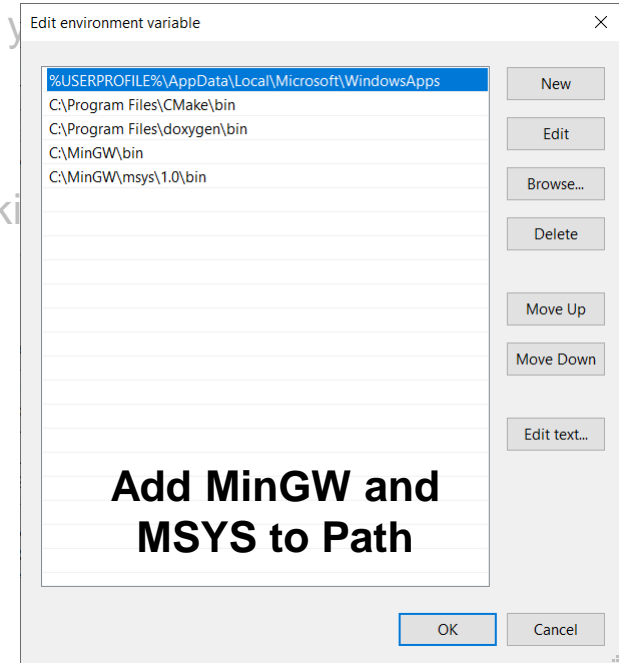 Edit environment variable
%USERPROFILE%\AppData\Local\Microsoft\WindowsApps
C:\Program Files\CMake\bin
C:\Program Files\doxygen\bin
C:\MinGW\bin
C:\MinGW\msys\1.0\bin
New
Edit
Browse...
Delete
Move Up
Move Down
Edit text...
Add MinGW and
MSYS to Path
OK
Cancel